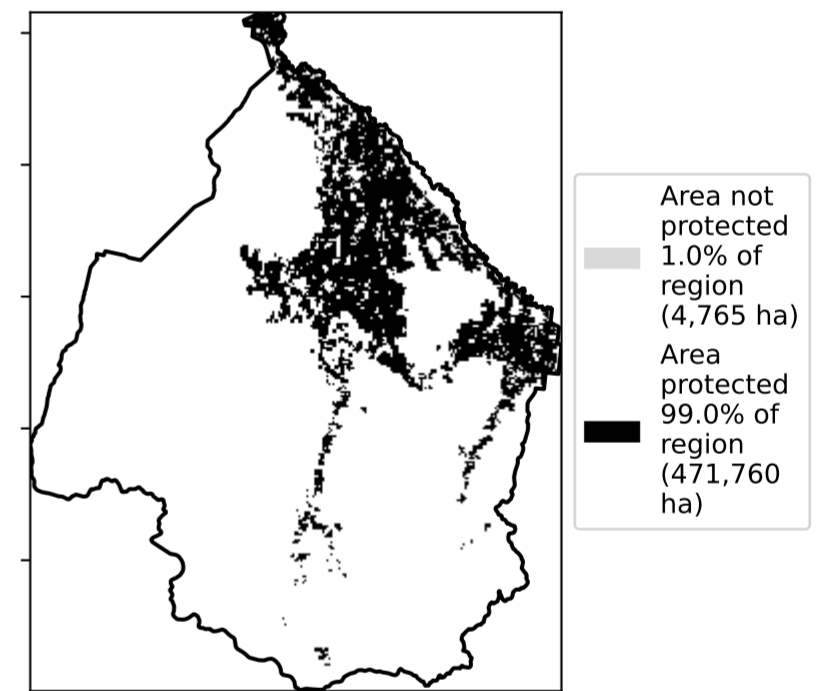 Area not
protected
1.0% of
region
(4,765 ha)
Area
protected
99.0% of
region
(471,760
ha)